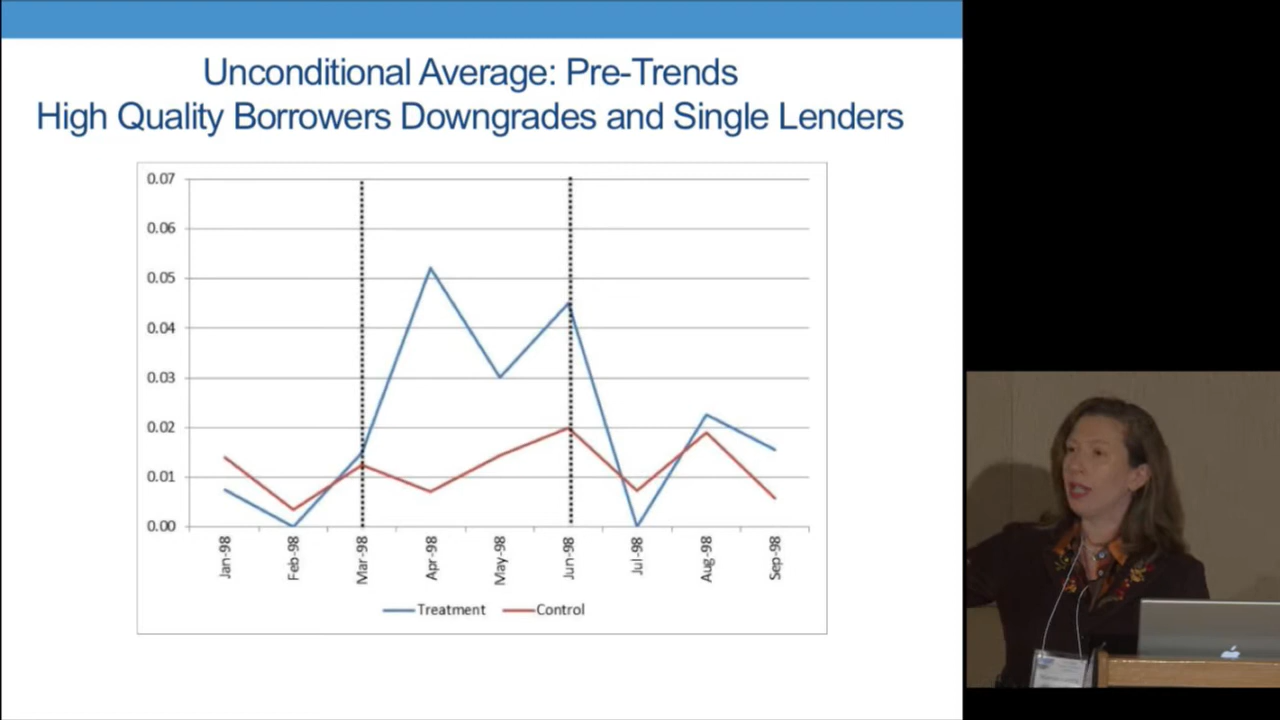 Unconditional Average: Pre-Trends
High Quality Borrowers Downgrades and Single Lenders
0.07
0.06
0.05
0.04
0.03
0.02
0.01
0.00
Jan-98
Feb-98
Mar-98
Apr-98
May-98
Jun-98
Jul-98
Aug-98
Sep-98
Treatment
Control